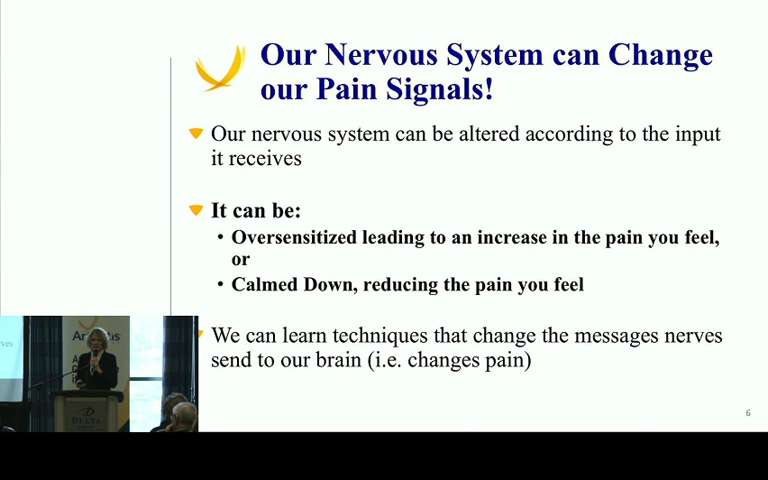 Our Nervous System can Change
our Pain Signals!
Our nervous system can be altered according to the input
it receives
It can be:
• Oversensitized leading to an increase in the pain you feel,
or
• Calmed Down, reducing the pain you feel
We can learn techniques that change the messages nerves
send to our brain (i.e. changes pain)
DELTA
6